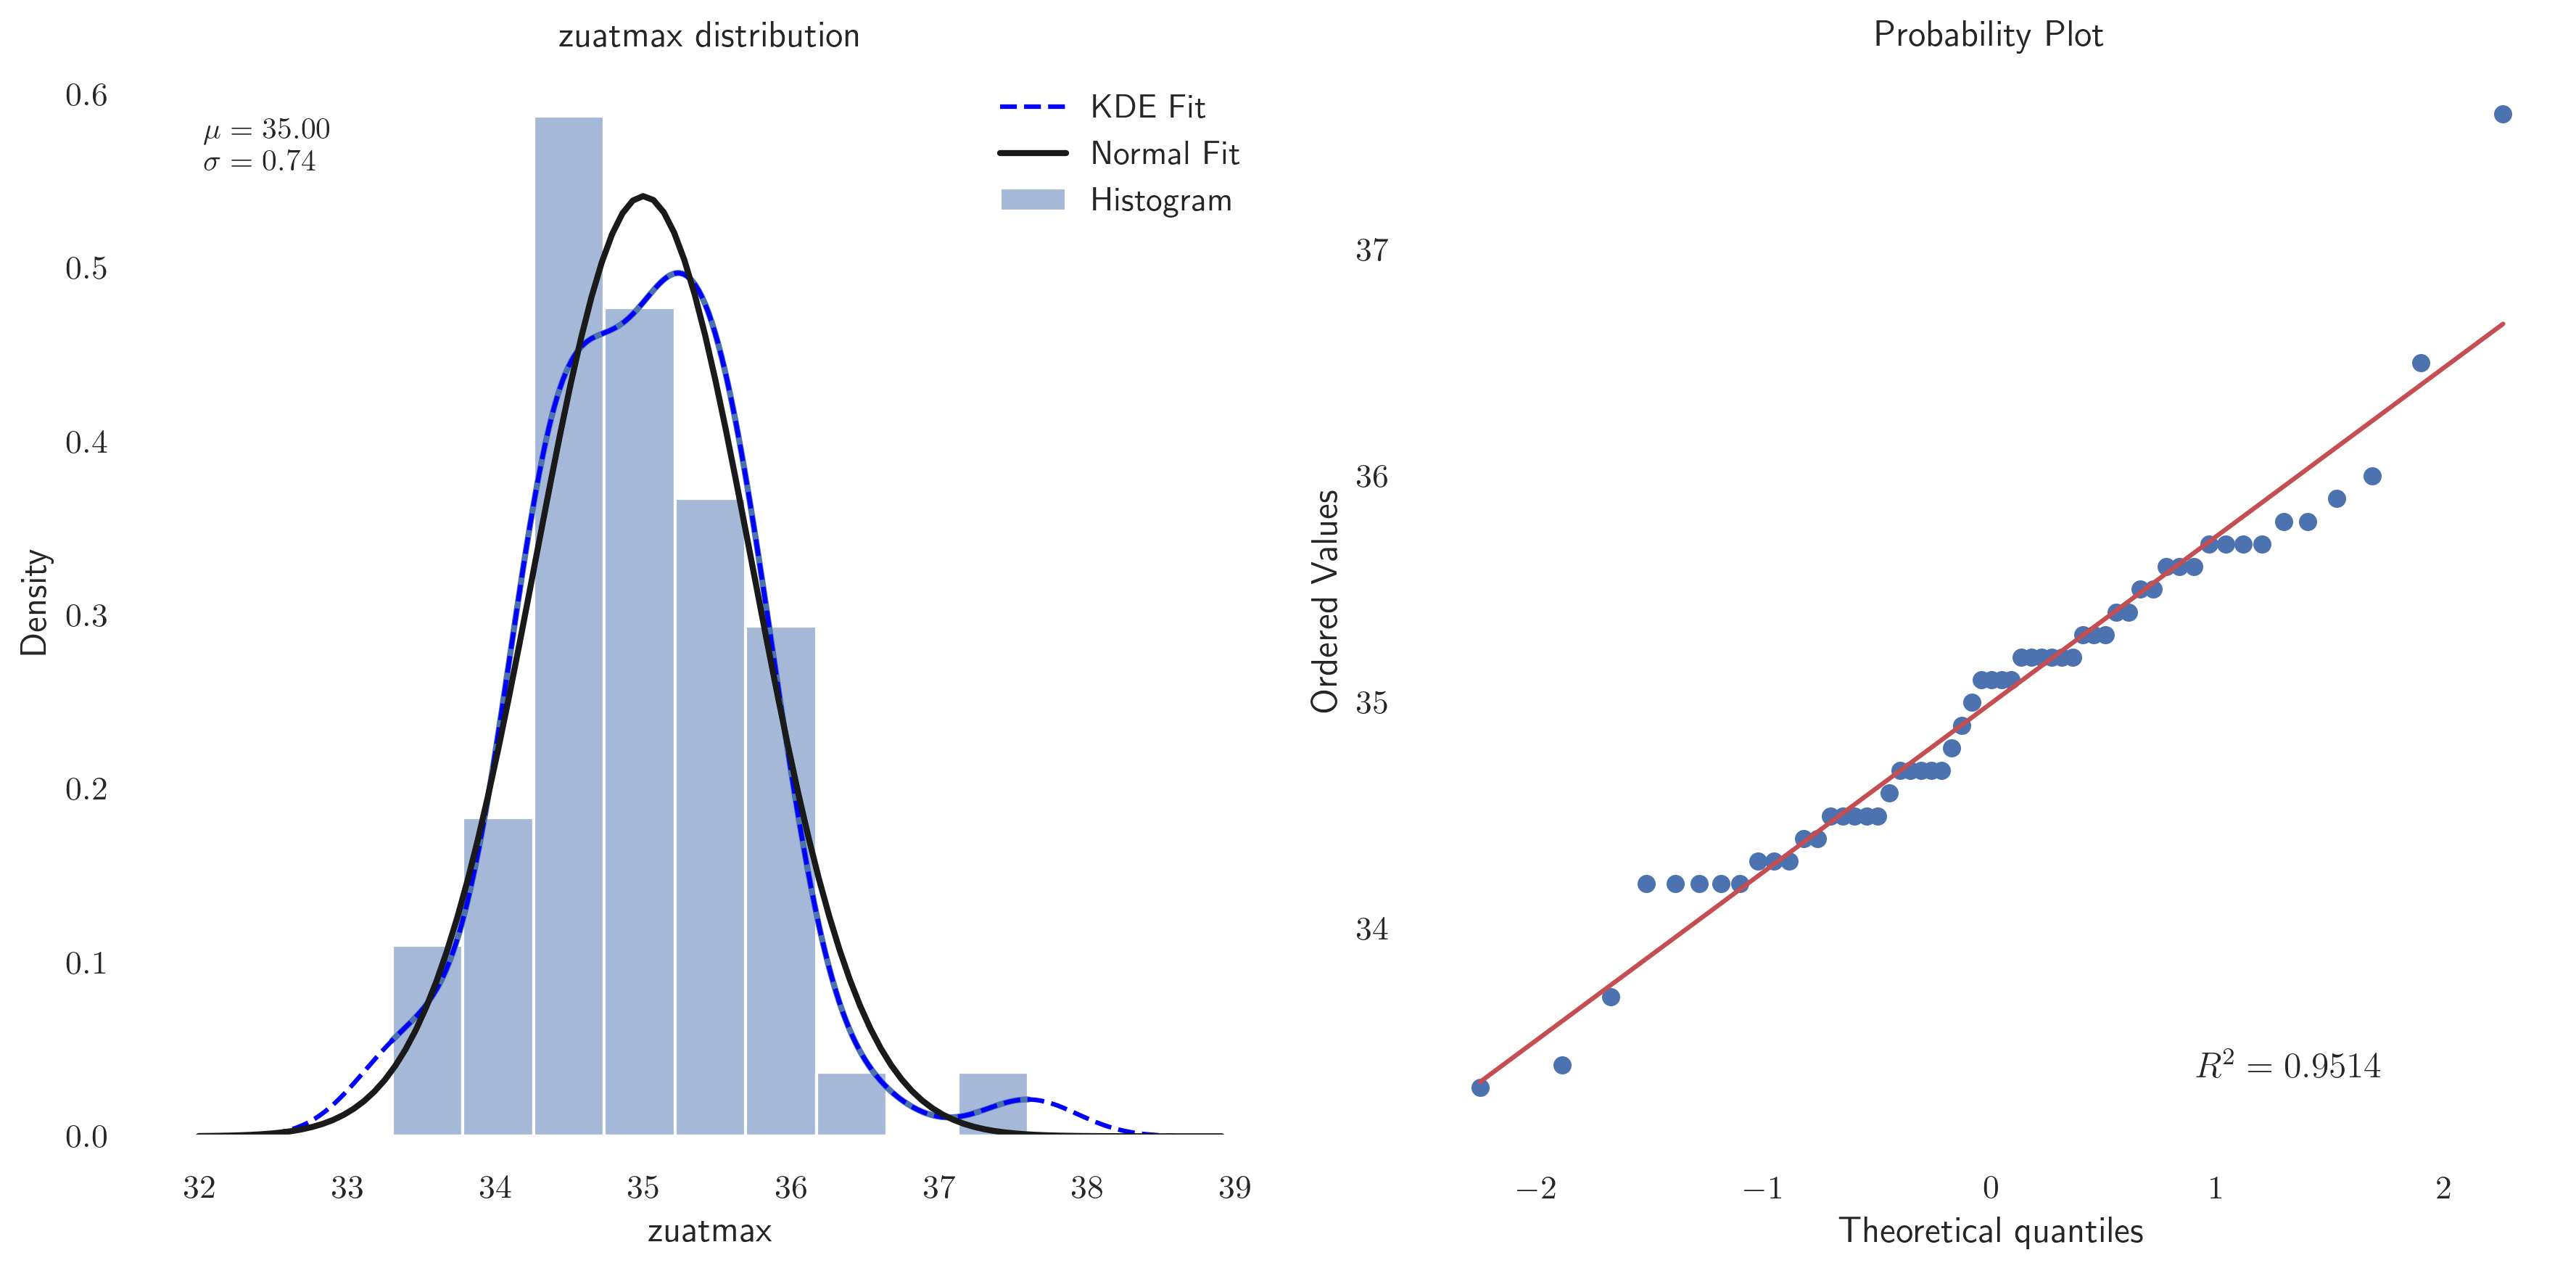 zuatmax distribution
μ = 35.00
σ = 0.74
KDE Fit
Normal Fit
Histogram
0.6
0.5
0.4
0.3
0.2
0.1
0.0
Density
32 33 34 35 36 37 38 39
zuatmax
Probability Plot
37
36
35
34
Ordered Values
R² = 0.9514
−2 −1 0 1 2
Theoretical quantiles